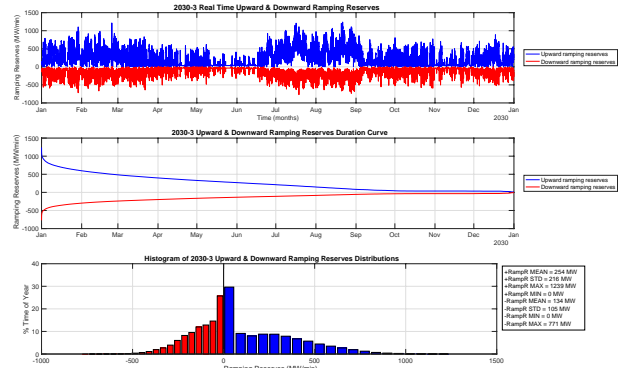 2030-3 Real Time Upward & Downward Ramping Reserves
Ramping Reserves (MW/min)
1500
1000
500
0
-500
-1000
Jan Feb Mar Apr May Jun Jul Aug Sep Oct Nov Dec Jan
Time (months)
2030
Upward ramping reserves
Downward ramping reserves
2030-3 Upward & Downward Ramping Reserves Duration Curve
Ramping Reserves (MW/min)
1500
1000
500
0
-500
-1000
Jan Feb Mar Apr May Jun Jul Aug Sep Oct Nov Dec Jan
2030
Upward ramping reserves
Downward ramping reserves
Histogram of 2030-3 Upward & Downward Ramping Reserves Distributions
% Time of Year
40
30
20
10
0
-1000 -500 0 500 1000 1500
Ramping Reserves (MW/min)
+RampR MEAN = 254 MW
+RampR STD = 216 MW
+RampR MAX = 1239 MW
+RampR MIN = 0 MW
-RampR MEAN = 134 MW
-RampR STD = 105 MW
-RampR MIN = 0 MW
-RampR MAX = 771 MW